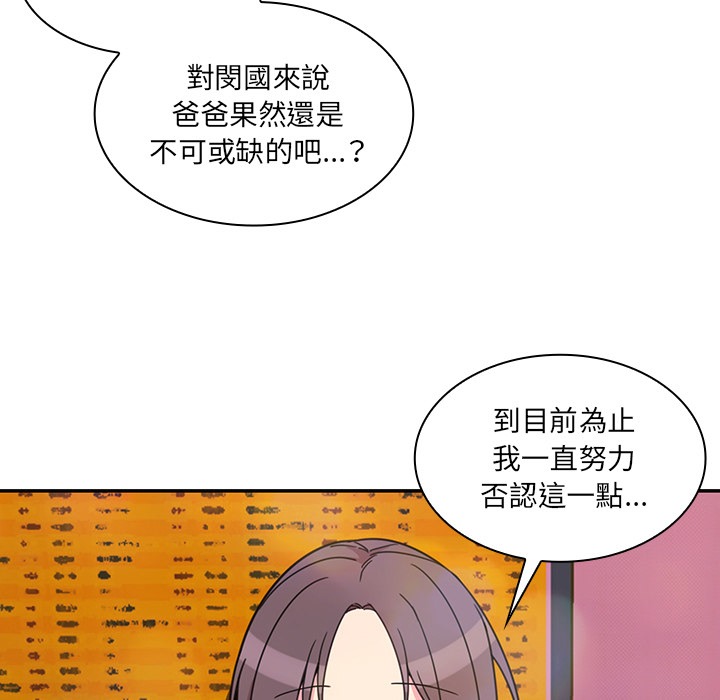 對閔國來說
爸爸果然還是
不可或缺的吧...？
到目前為止
我一直努力
否認這一點...